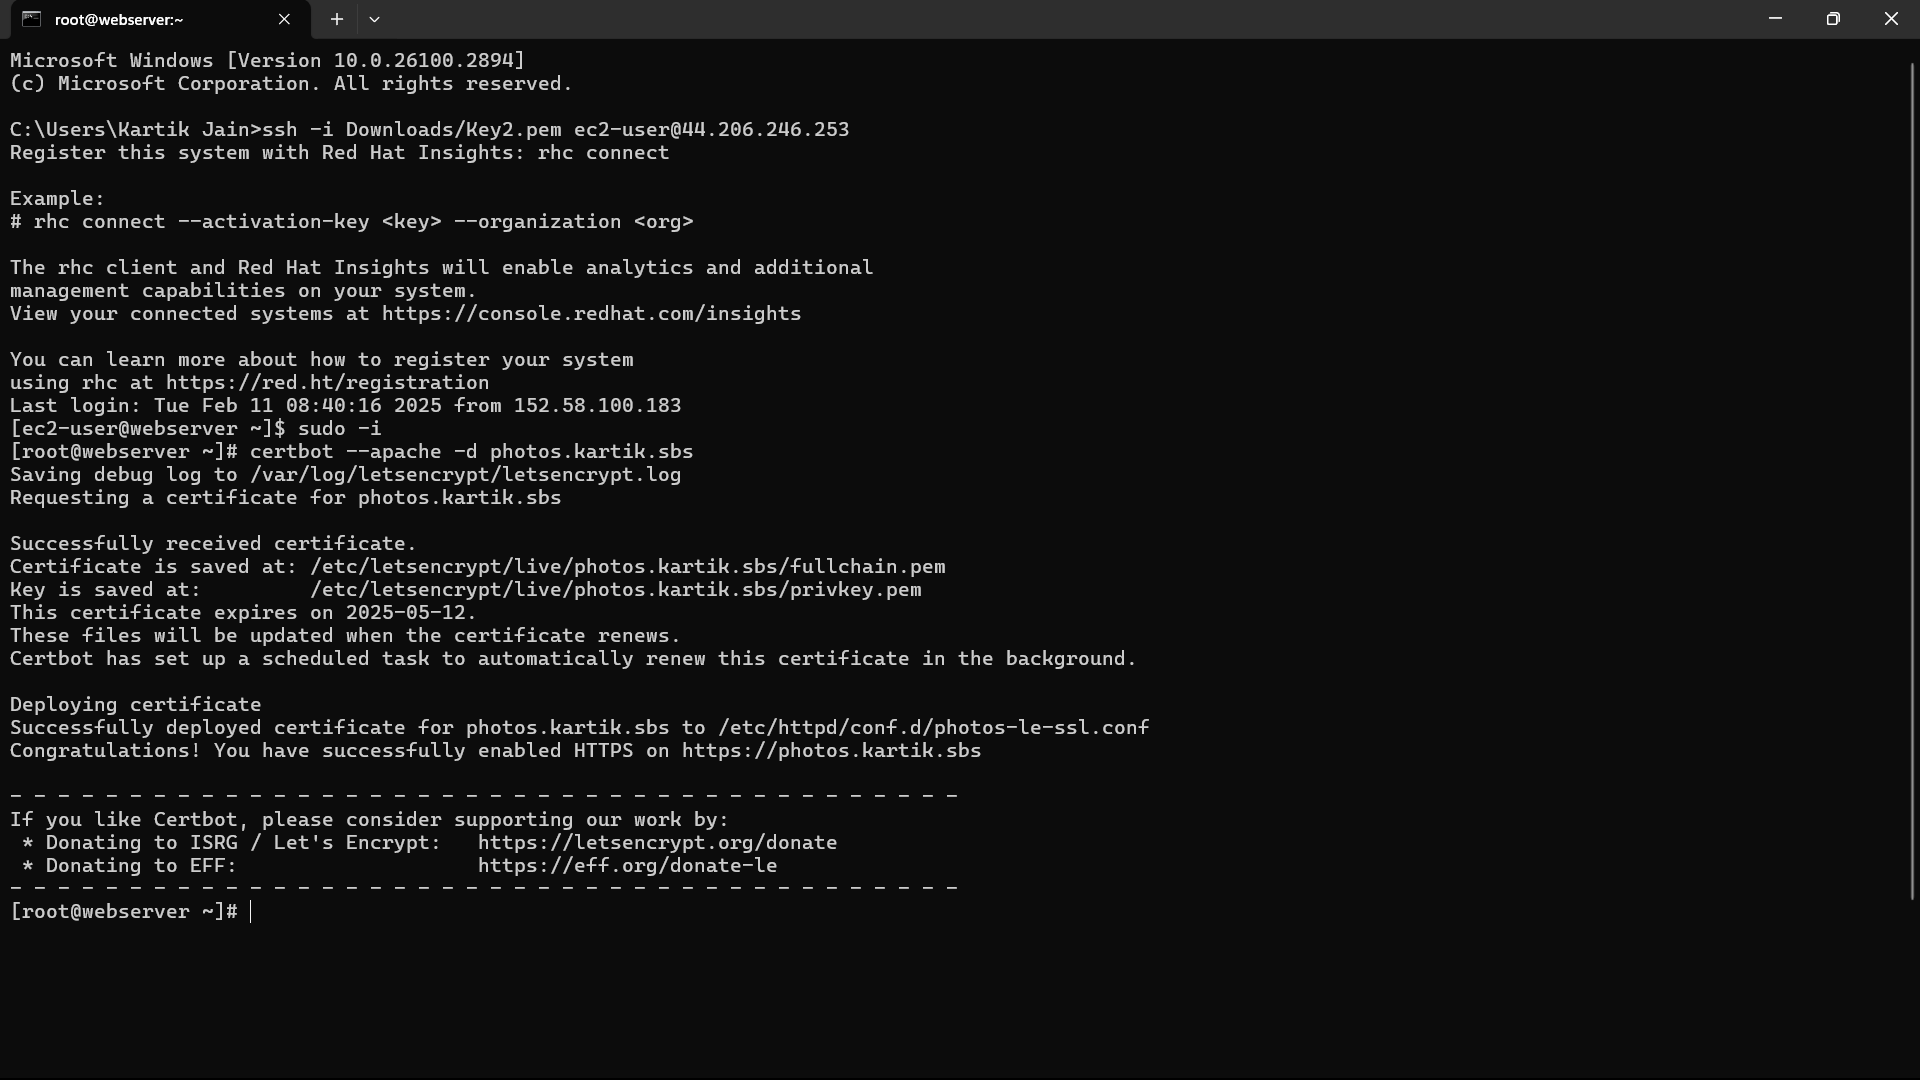 root@webserver:~
Microsoft Windows [Version 10.0.26100.2894]
(c) Microsoft Corporation. All rights reserved.
C:\Users\Kartik Jain>ssh -i Downloads/Key2.pem ec2-user@44.206.246.253
Register this system with Red Hat Insights: rhc connect
Example:
# rhc connect --activation-key <key> --organization <org>
The rhc client and Red Hat Insights will enable analytics and additional
management capabilities on your system.
View your connected systems at https://console.redhat.com/insights
You can learn more about how to register your system
using rhc at https://red.ht/registration
Last login: Tue Feb 11 08:40:16 2025 from 152.58.100.183
[ec2-user@webserver ~]$ sudo -i
[root@webserver ~]# certbot --apache -d photos.kartik.sbs
Saving debug log to /var/log/letsencrypt/letsencrypt.log
Requesting a certificate for photos.kartik.sbs
Successfully received certificate.
Certificate is saved at: /etc/letsencrypt/live/photos.kartik.sbs/fullchain.pem
Key is saved at:         /etc/letsencrypt/live/photos.kartik.sbs/privkey.pem
This certificate expires on 2025-05-12.
These files will be updated when the certificate renews.
Certbot has set up a scheduled task to automatically renew this certificate in the background.
Deploying certificate
Successfully deployed certificate for photos.kartik.sbs to /etc/httpd/conf.d/photos-le-ssl.conf
Congratulations! You have successfully enabled HTTPS on https://photos.kartik.sbs
- - - - - - - - - - - - - - - - - - - - - - - - - - - - - - - - - - - - - - - -
If you like Certbot, please consider supporting our work by:
 * Donating to ISRG / Let's Encrypt:   https://letsencrypt.org/donate
 * Donating to EFF:                    https://eff.org/donate-le
- - - - - - - - - - - - - - - - - - - - - - - - - - - - - - - - - - - - - - - -
[root@webserver ~]#